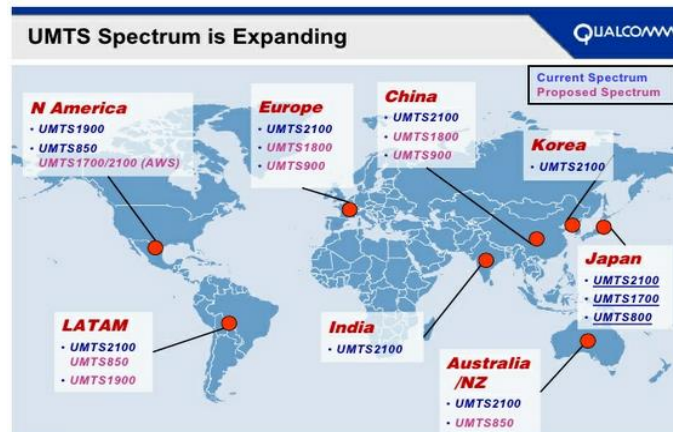 UMTS Spectrum is Expanding
QUALCOMM
Current Spectrum
Proposed Spectrum
N America
• UMTS1900
• UMTS850
UMTS1700/2100 (AWS)
Europe
• UMTS2100
• UMTS1800
• UMTS900
China
• UMTS2100
• UMTS1800
• UMTS900
Korea
• UMTS2100
Japan
• UMTS2100
• UMTS1700
• UMTS800
LATAM
• UMTS2100
UMTS850
• UMTS1900
India
• UMTS2100
Australia
/NZ
• UMTS2100
• UMTS850